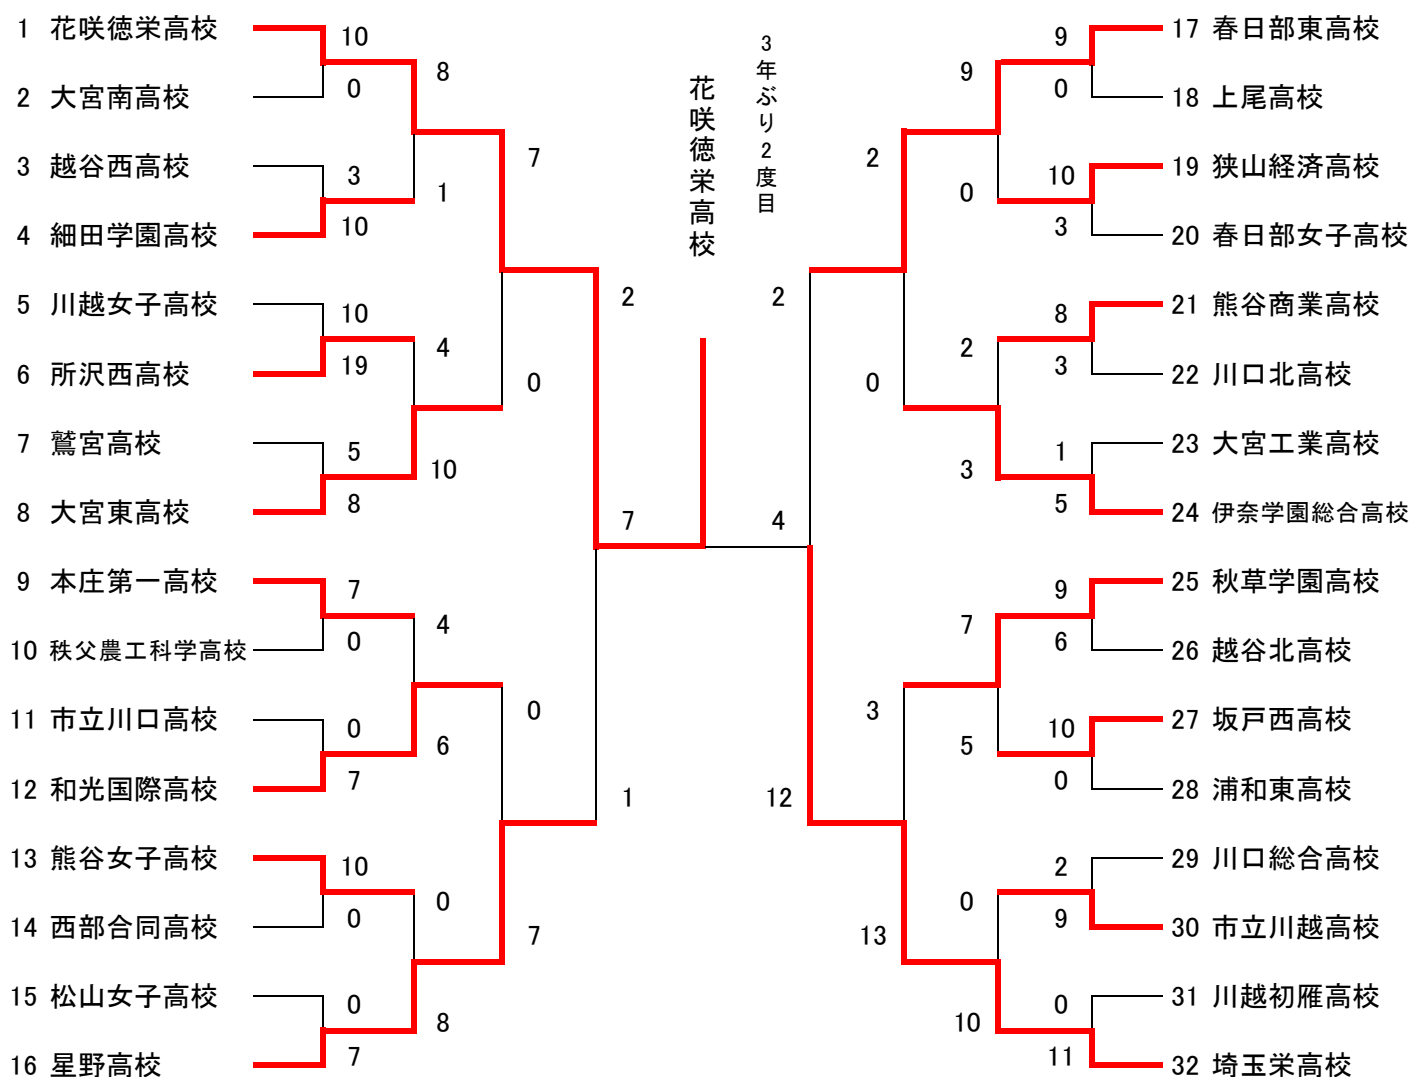 1 花咲徳栄高校
2 大宮南高校
3 越谷西高校
4 細田学園高校
5 川越女子高校
6 所沢西高校
7 鷲宮高校
8 大宮東高校
9 本庄第一高校
10 秩父農工科学高校
11 市立川口高校
12 和光国際高校
13 熊谷女子高校
14 西部合同高校
15 松山女子高校
16 星野高校
10
0
3
10
10
19
5
8
7
0
0
7
10
0
0
7
8
1
4
10
4
6
0
8
7
0
0
7
2
1
7
花咲徳栄高校
3年ぶり2度目
4
2
12
2
0
3
13
9
0
2
3
7
5
0
10
9
0
10
3
8
3
1
5
9
6
10
0
2
9
0
11
17 春日部東高校
18 上尾高校
19 狭山経済高校
20 春日部女子高校
21 熊谷商業高校
22 川口北高校
23 大宮工業高校
24 伊奈学園総合高校
25 秋草学園高校
26 越谷北高校
27 坂戸西高校
28 浦和東高校
29 川口総合高校
30 市立川越高校
31 川越初雁高校
32 埼玉栄高校